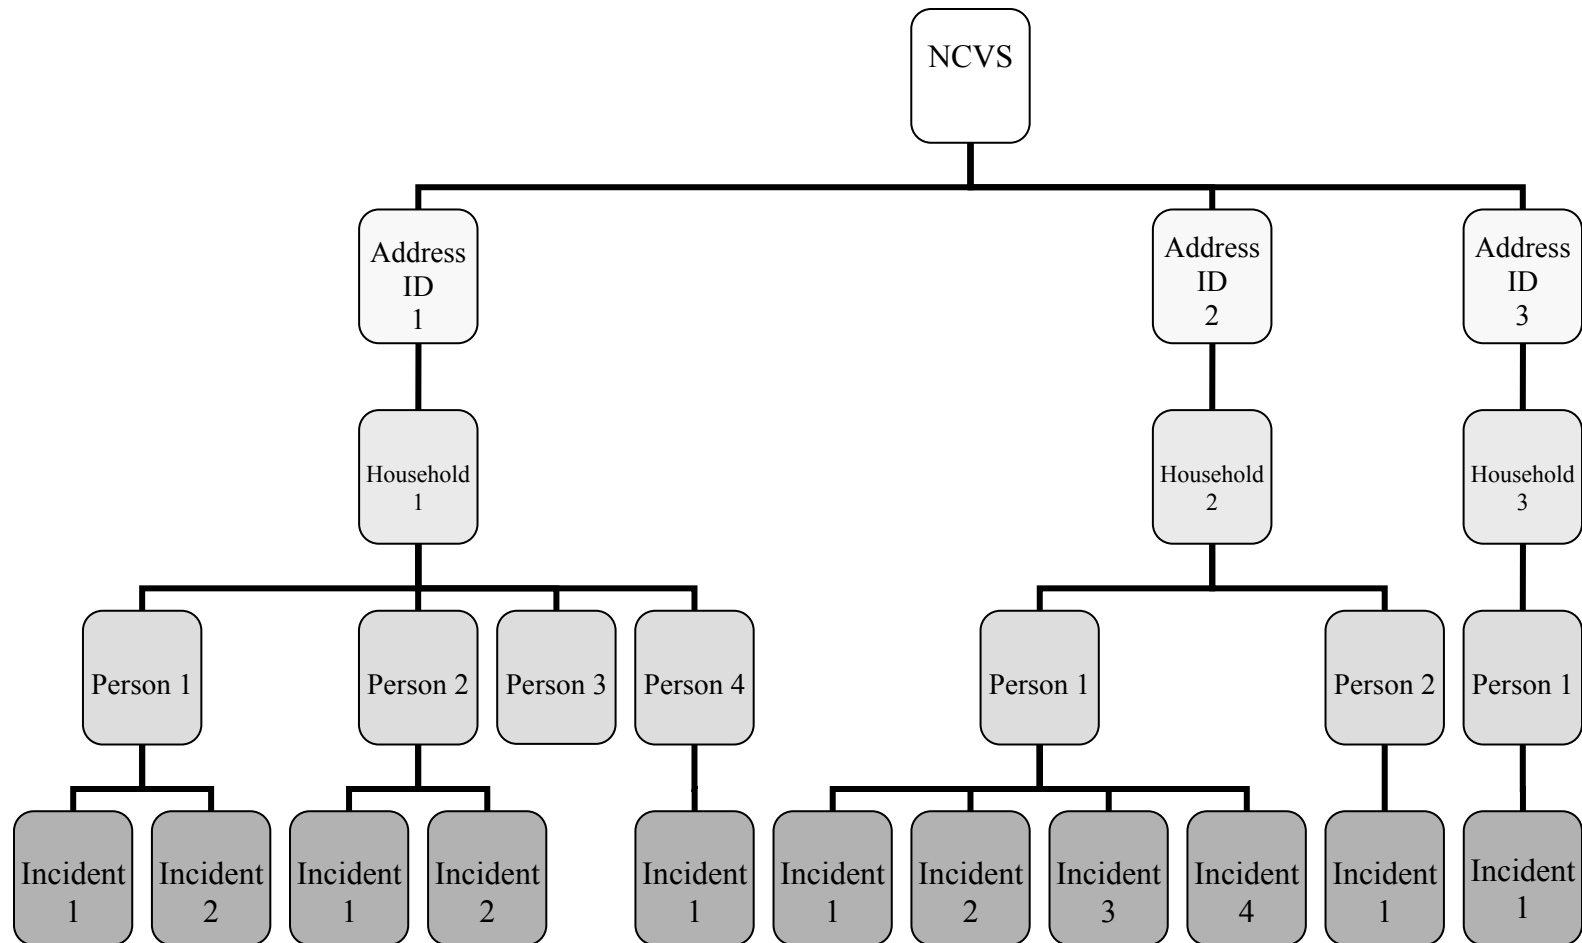 NCVS
Address
ID
1
Address
ID
2
Address
ID
3
Household
1
Household
2
Household
3
Person 1
Person 2
Person 3
Person 4
Person 1
Person 2
Person 1
Incident
1
Incident
2
Incident
1
Incident
2
Incident
1
Incident
1
Incident
2
Incident
3
Incident
4
Incident
1
Incident
1